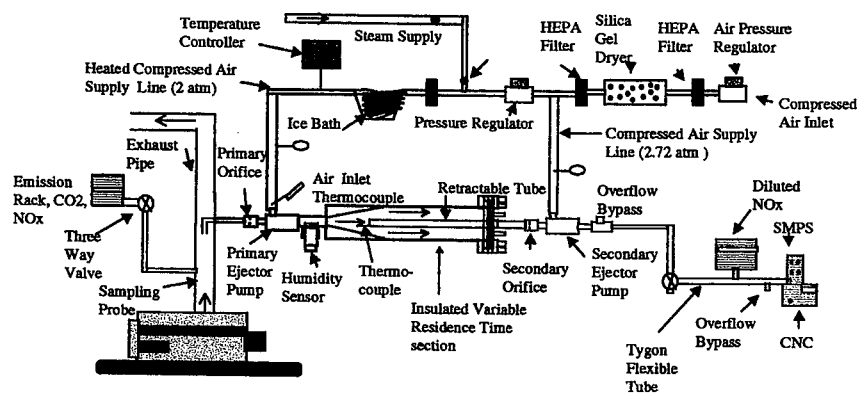 Temperature
Controller
Steam Supply
HEPA
Filter
Silica
Gel
Dryer
HEPA
Filter
Air Pressure
Regulator
Heated Compressed Air
Supply Line (2 atm)
Ice Bath
Pressure Regulator
Compressed Air Supply
Line (2.72 atm )
Compressed
Air Inlet
Exhaust
Pipe
Primary
Orifice
Air Inlet
Thermocouple
Retractable Tube
Overflow
Bypass
Diluted
NOx
SMPS
Emission
Rack, CO2,
NOx
Three
Way
Valve
Sampling
Probe
Primary
Ejector
Pump
Humidity
Sensor
Thermo-
couple
Insulated Variable
Residence Time
section
Secondary
Orifice
Secondary
Ejector
Pump
Tygon
Flexible
Tube
Overflow
Bypass
CNC